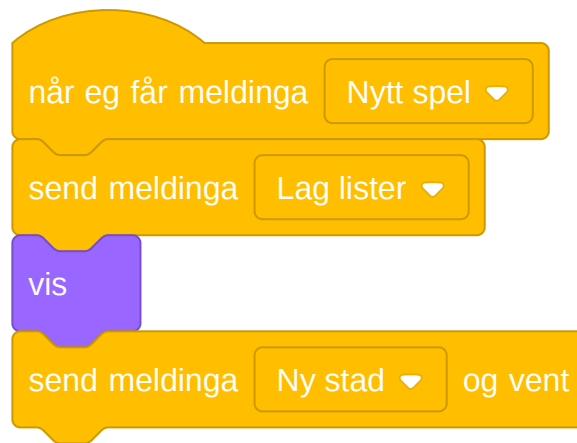 når eg får meldinga Nytt spel
send meldinga Lag lister
vis
send meldinga Ny stad og vent